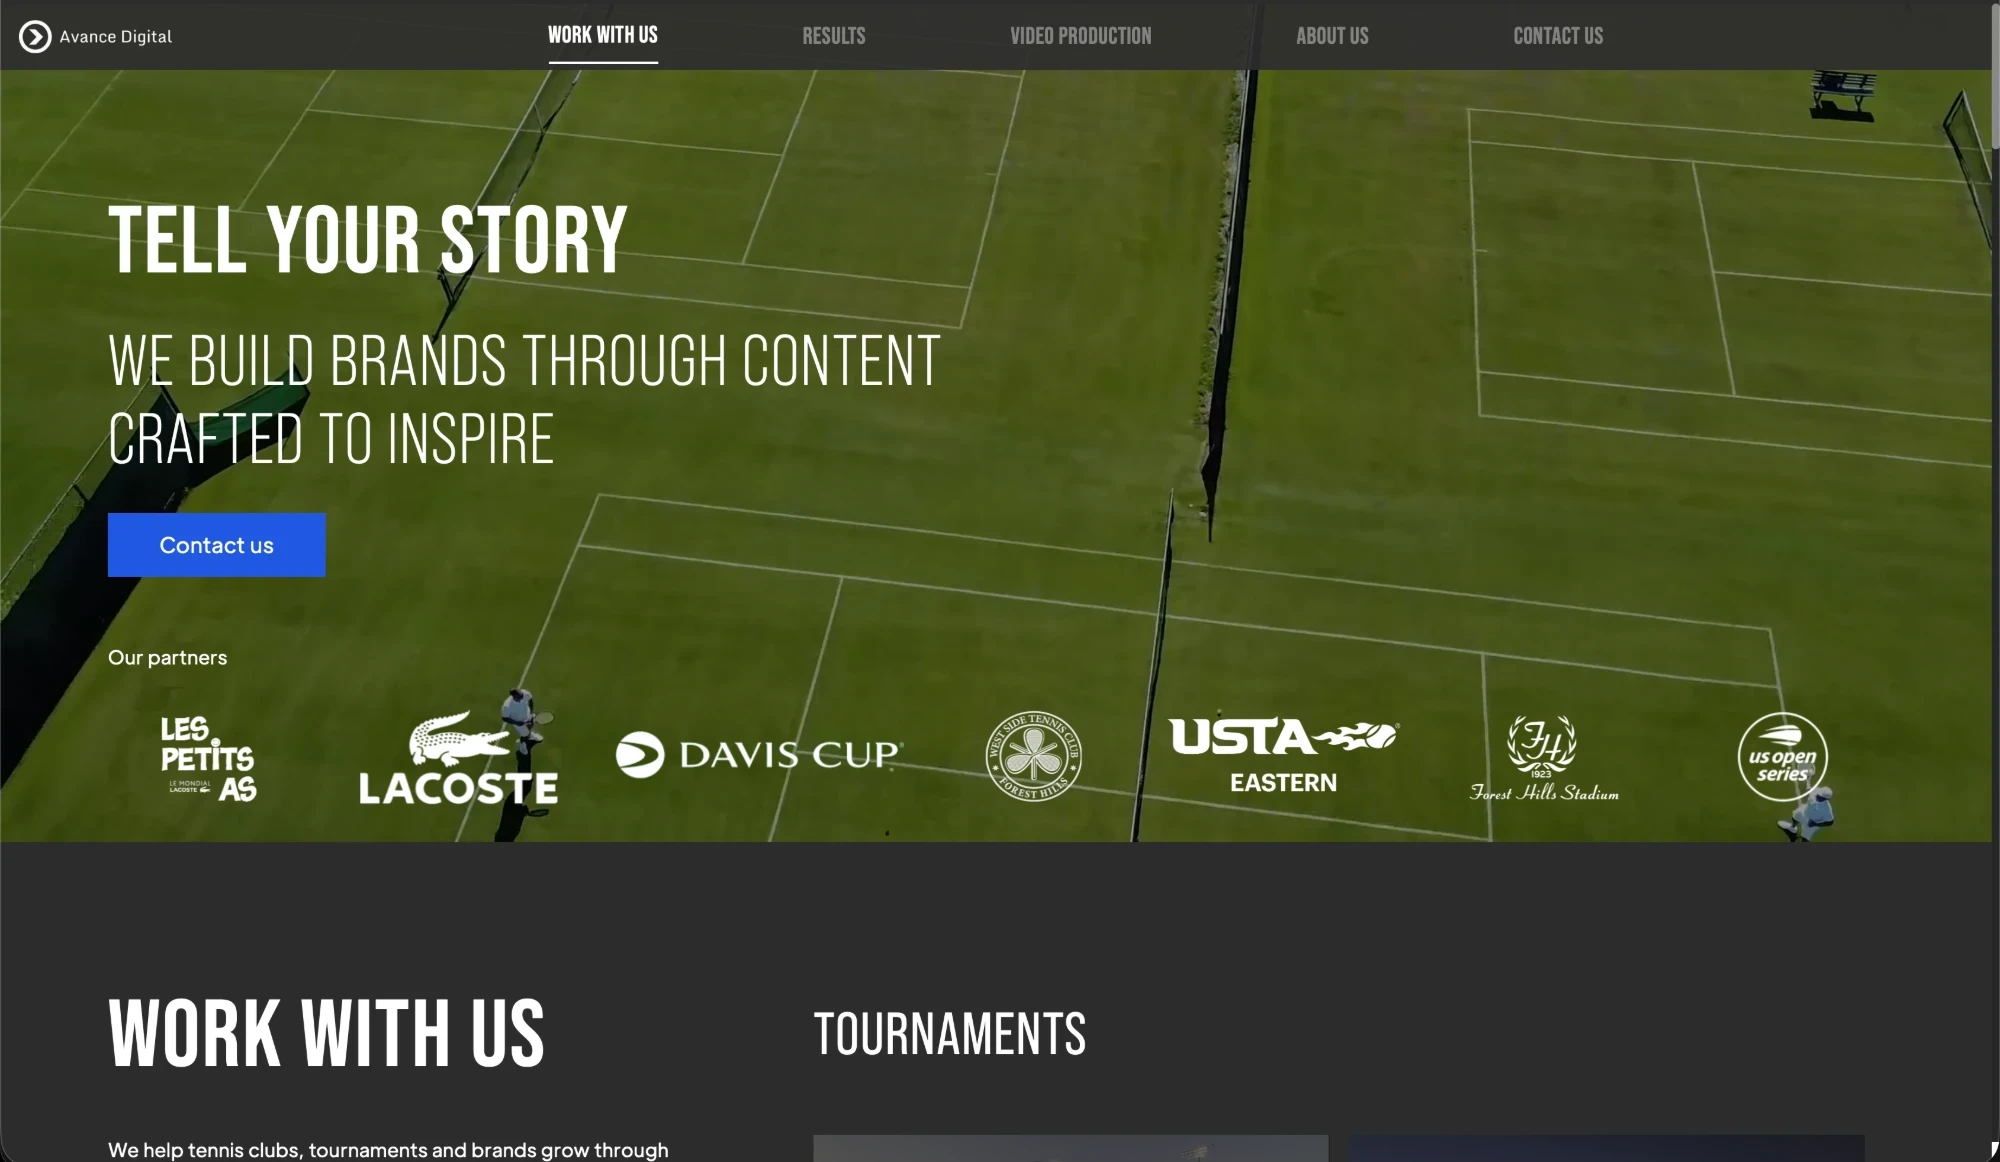 Avance Digital
WORK WITH US
RESULTS
VIDEO PRODUCTION
ABOUT US
CONTACT US
TELL YOUR STORY
WE BUILD BRANDS THROUGH CONTENT
CRAFTED TO INSPIRE
Contact us
Our partners
LES
PETITS
AS
LE MONDIAL
LACOSTE
LACOSTE
DAVIS CUP
WEST SIDE TENNIS CLUB
FOREST HILLS
USTA
EASTERN
FH
1923
Forest Hills Stadium
us open
series
WORK WITH US
TOURNAMENTS
We help tennis clubs, tournaments and brands grow through